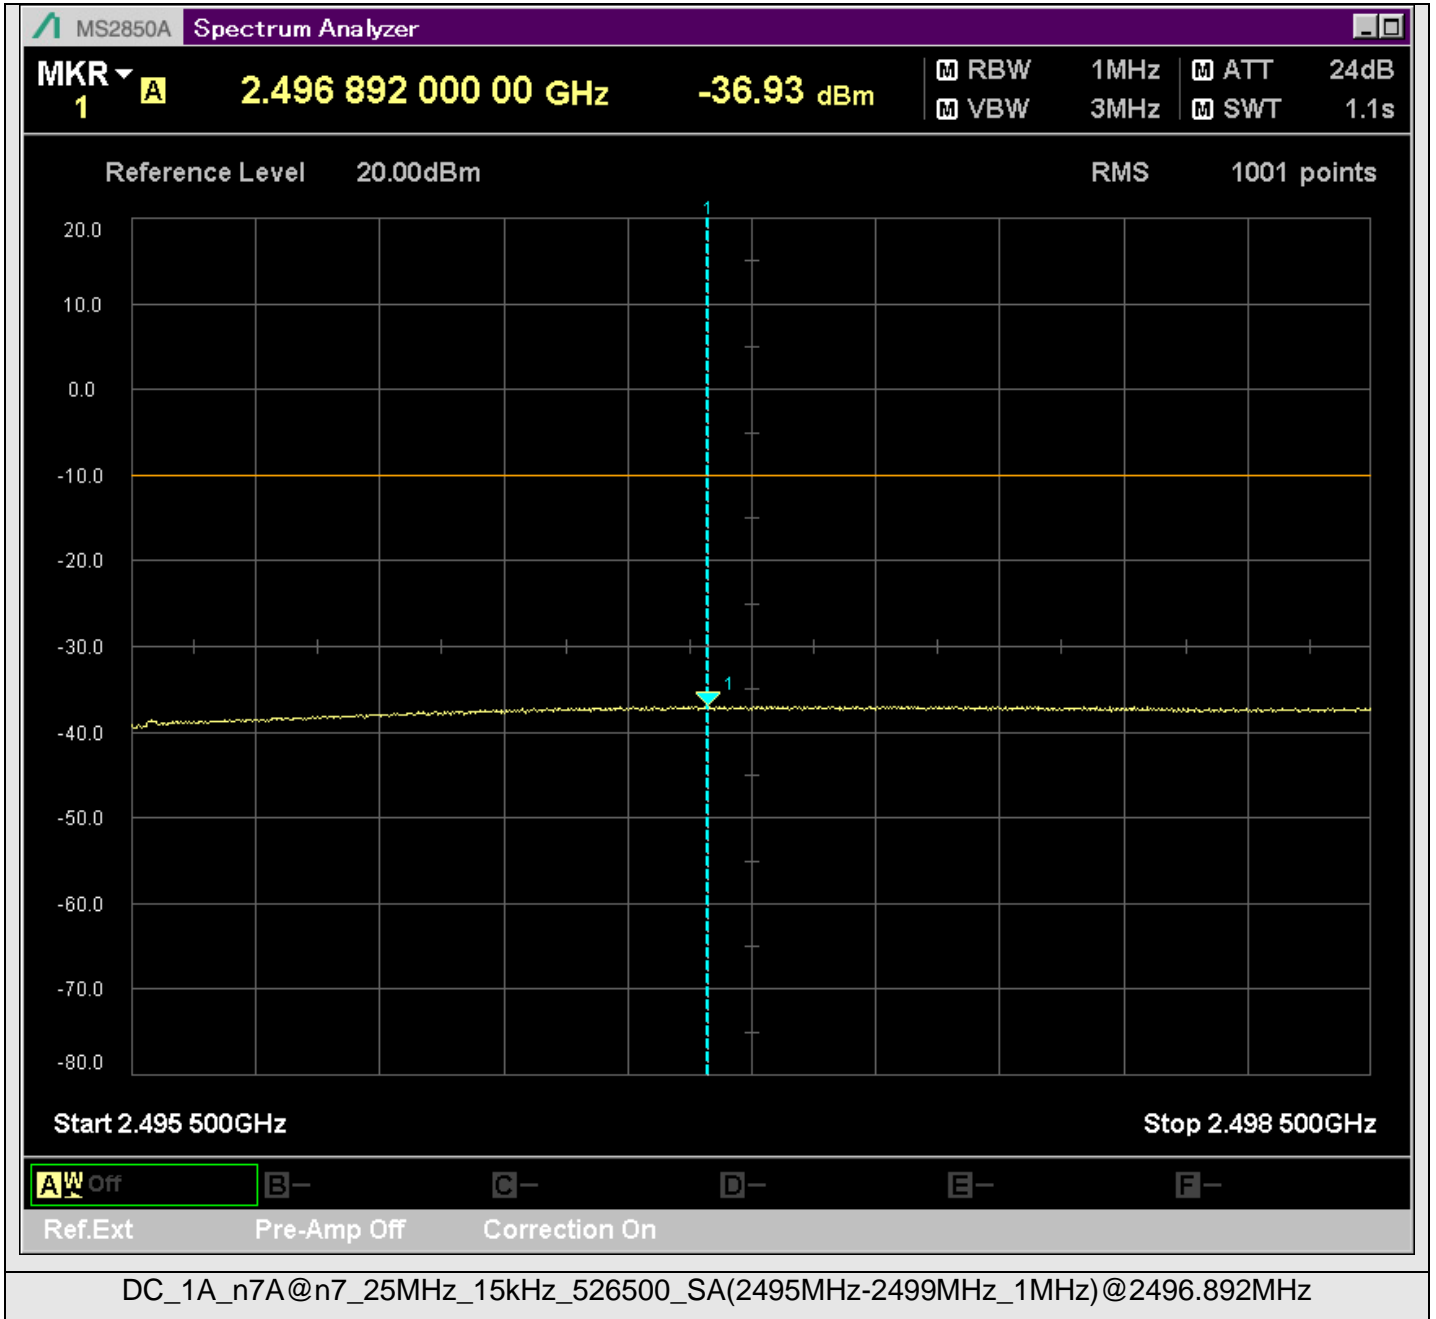 MS2850A Spectrum Analyzer
MKR 1 A 2.496 892 000 00 GHz -36.93 dBm
M RBW 1MHz M ATT 24dB
M VBW 3MHz M SWT 1.1s
Reference Level 20.00dBm RMS 1001 points
1
20.0
10.0
0.0
-10.0
-20.0
-30.0
1
-40.0
-50.0
-60.0
-70.0
-80.0
Start 2.495 500GHz Stop 2.498 500GHz
A W Off B – C – D – E – F –
Ref.Ext Pre-Amp Off Correction On
DC_1A_n7A@n7_25MHz_15kHz_526500_SA(2495MHz-2499MHz_1MHz)@2496.892MHz